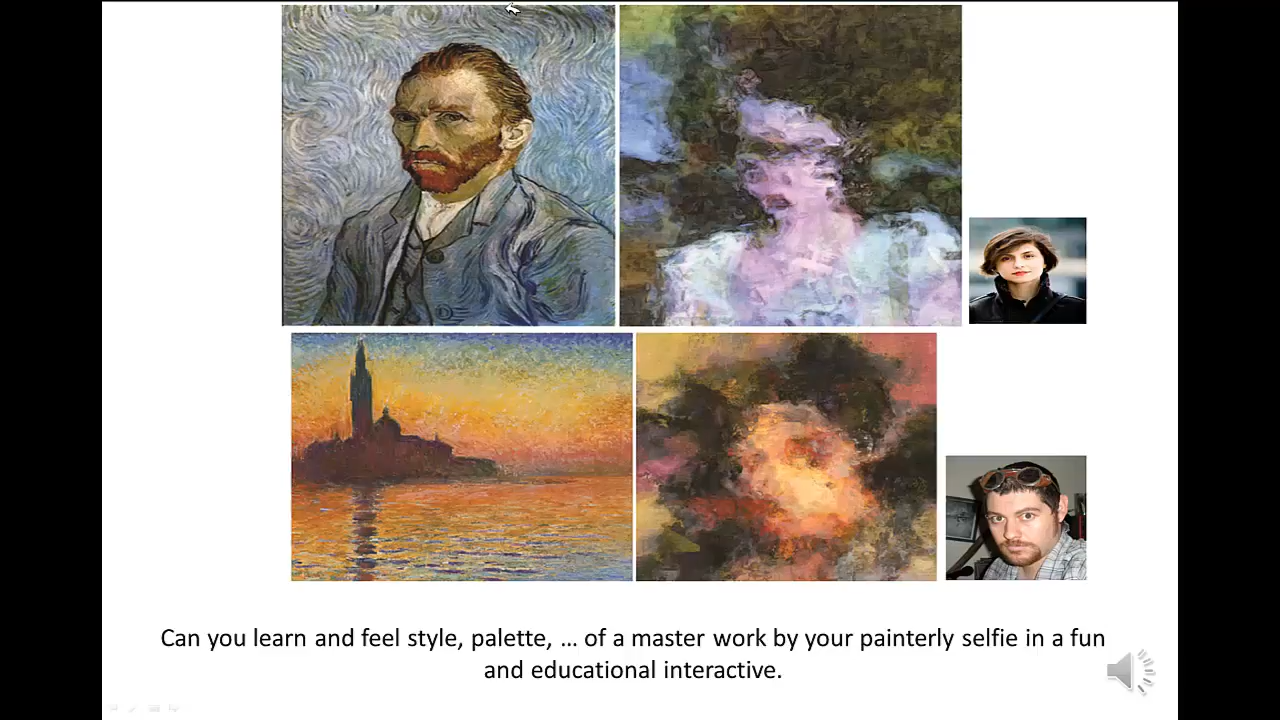 Can you learn and feel style, palette, … of a master work by your painterly selfie in a fun
and educational interactive.